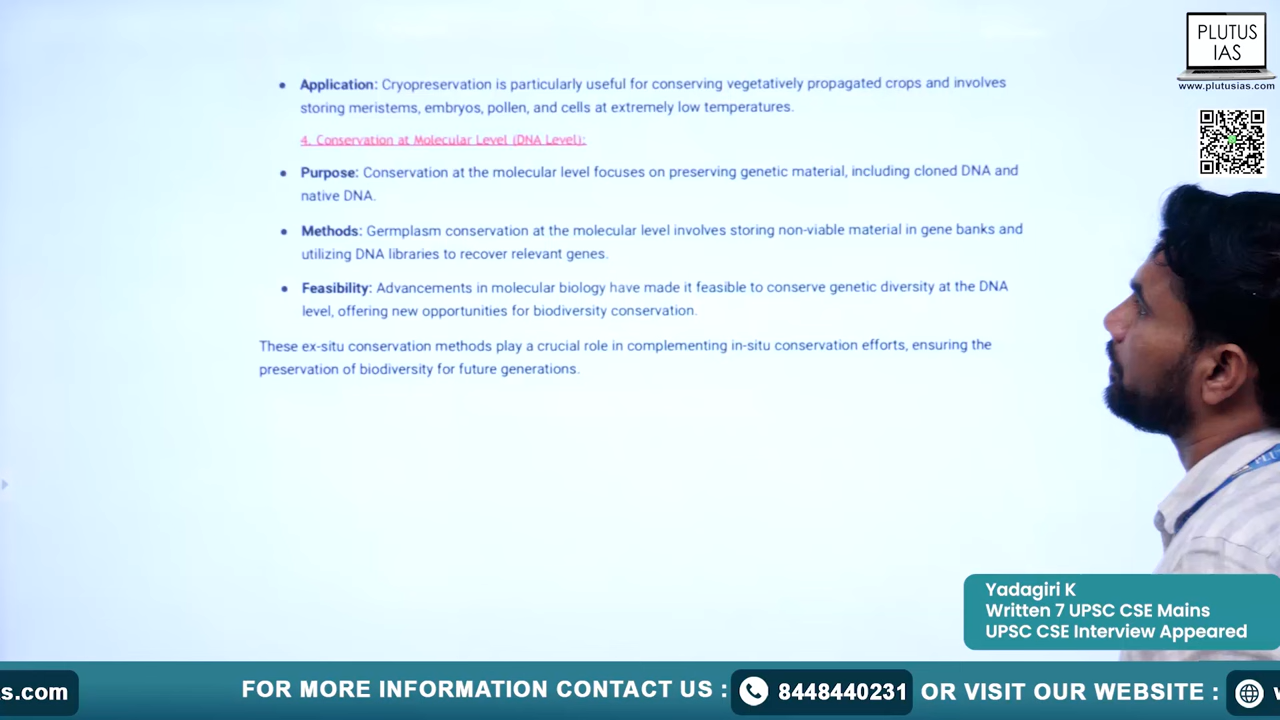 PLUTUS
IAS
www.plutusias.com
• Application: Cryopreservation is particularly useful for conserving vegetatively propagated crops and involves
storing meristems, embryos, pollen, and cells at extremely low temperatures.
4. Conservation at Molecular Level (DNA Level):
• Purpose: Conservation at the molecular level focuses on preserving genetic material, including cloned DNA and
native DNA.
• Methods: Germplasm conservation at the molecular level involves storing non-viable material in gene banks and
utilizing DNA libraries to recover relevant genes.
• Feasibility: Advancements in molecular biology have made it feasible to conserve genetic diversity at the DNA
level, offering new opportunities for biodiversity conservation.
These ex-situ conservation methods play a crucial role in complementing in-situ conservation efforts, ensuring the
preservation of biodiversity for future generations.
Yadagiri K
Written 7 UPSC CSE Mains
UPSC CSE Interview Appeared
s.com FOR MORE INFORMATION CONTACT US : 8448440231 OR VISIT OUR WEBSITE :